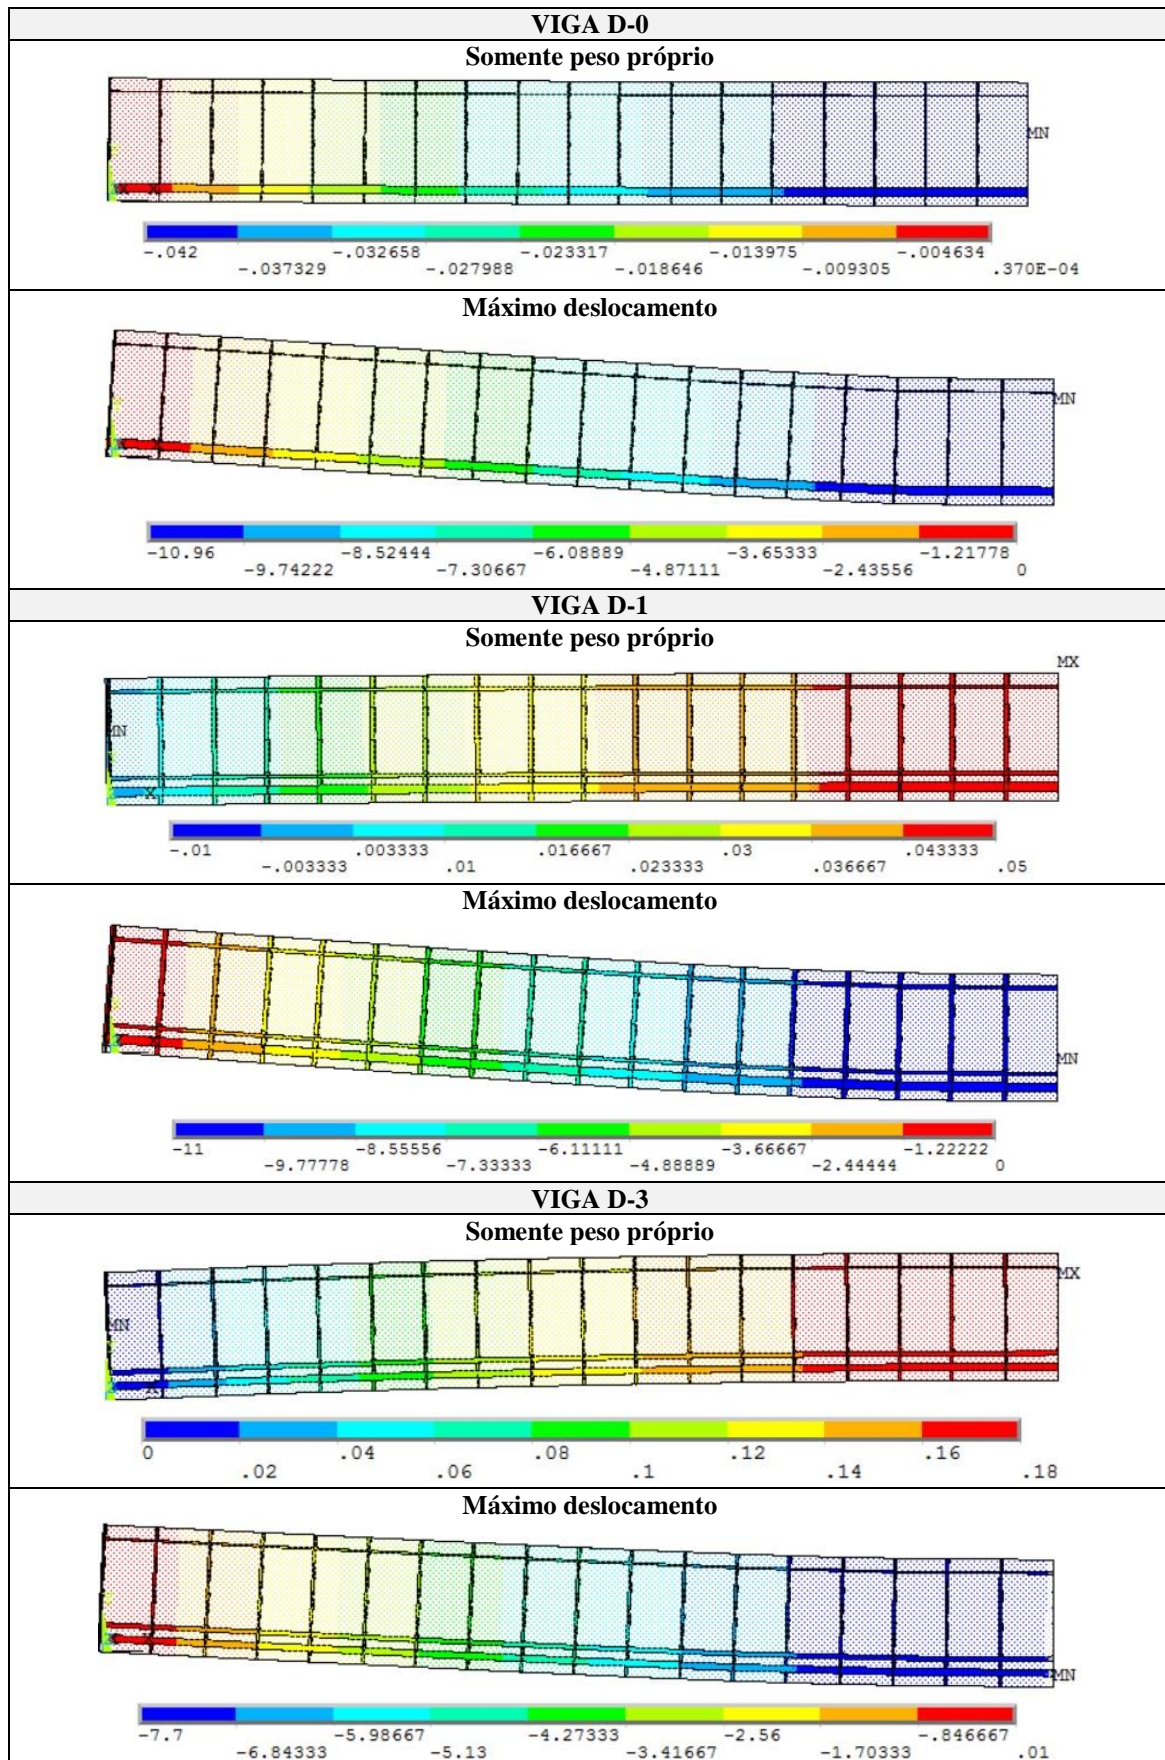 VIGA D-0
Somente peso próprio
MN
X
-.042 -.032658 -.023317 -.013975 -.004634
-.037329 -.027988 -.018646 -.009305 .370E-04
Máximo deslocamento
MN
-10.96 -8.52444 -6.08889 -3.65333 -1.21778
-9.74222 -7.30667 -4.87111 -2.43556 0
VIGA D-1
Somente peso próprio
MX
MN
X
-.01 .003333 .016667 .03 .043333
-.003333 .01 .023333 .036667 .05
Máximo deslocamento
MN
-11 -8.55556 -6.11111 -3.66667 -1.22222
-9.77778 -7.33333 -4.88889 -2.44444 0
VIGA D-3
Somente peso próprio
MX
MN
0 .04 .08 .12 .16
.02 .06 .1 .14 .18
Máximo deslocamento
MN
-7.7 -5.98667 -4.27333 -2.56 -.846667
-6.84333 -5.13 -3.41667 -1.70333 .01